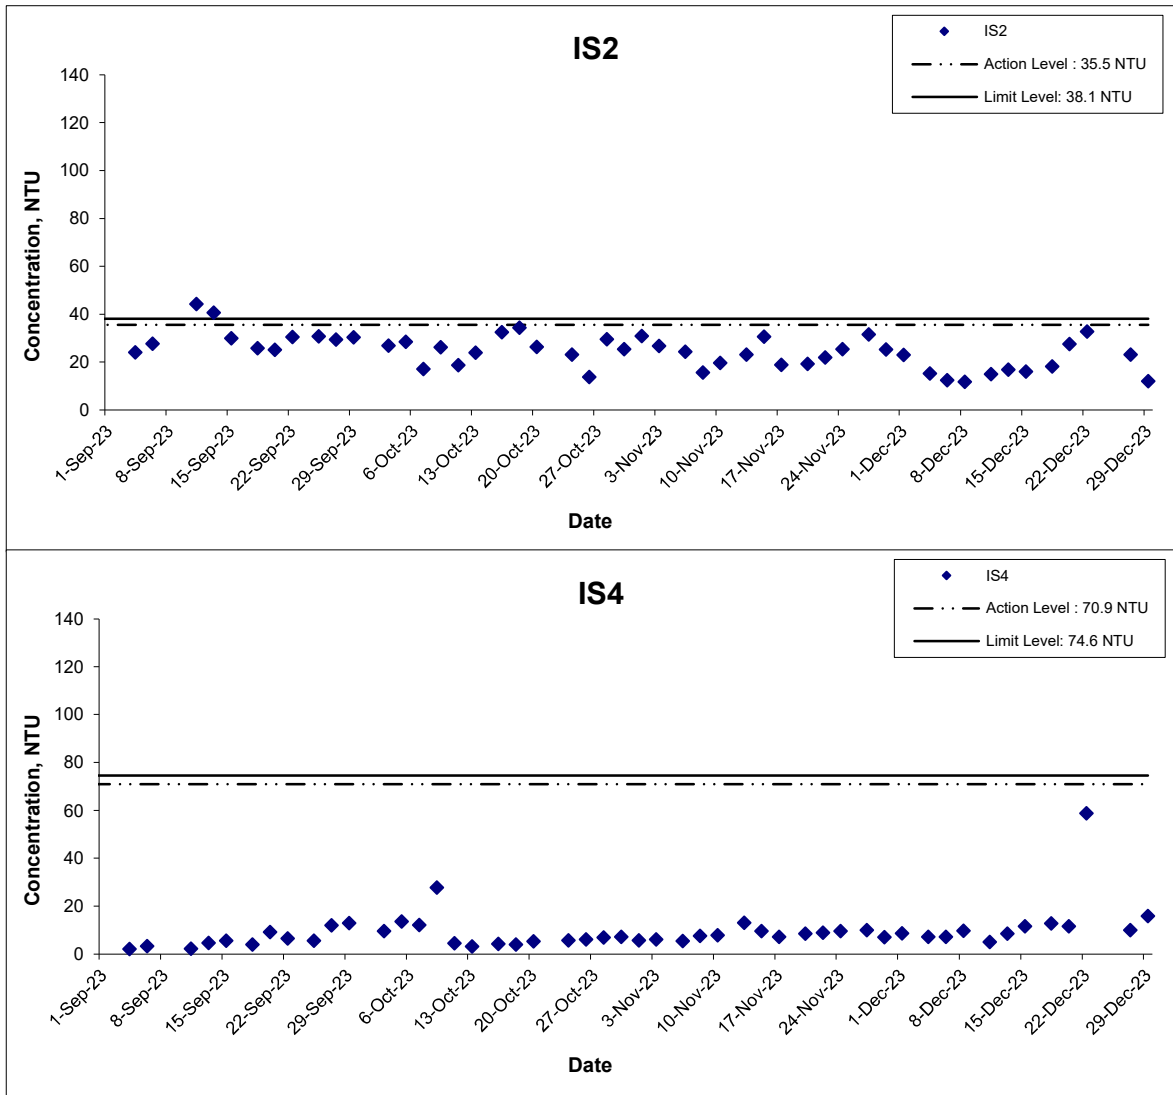 IS2
IS2
Action Level : 35.5 NTU
Limit Level: 38.1 NTU
Concentration, NTU
140
120
100
80
60
40
20
0
1-Sep-23
8-Sep-23
15-Sep-23
22-Sep-23
29-Sep-23
6-Oct-23
13-Oct-23
20-Oct-23
27-Oct-23
3-Nov-23
10-Nov-23
17-Nov-23
24-Nov-23
1-Dec-23
8-Dec-23
15-Dec-23
22-Dec-23
29-Dec-23
Date
IS4
IS4
Action Level : 70.9 NTU
Limit Level: 74.6 NTU
Concentration, NTU
140
120
100
80
60
40
20
0
1-Sep-23
8-Sep-23
15-Sep-23
22-Sep-23
29-Sep-23
6-Oct-23
13-Oct-23
20-Oct-23
27-Oct-23
3-Nov-23
10-Nov-23
17-Nov-23
24-Nov-23
1-Dec-23
8-Dec-23
15-Dec-23
22-Dec-23
29-Dec-23
Date